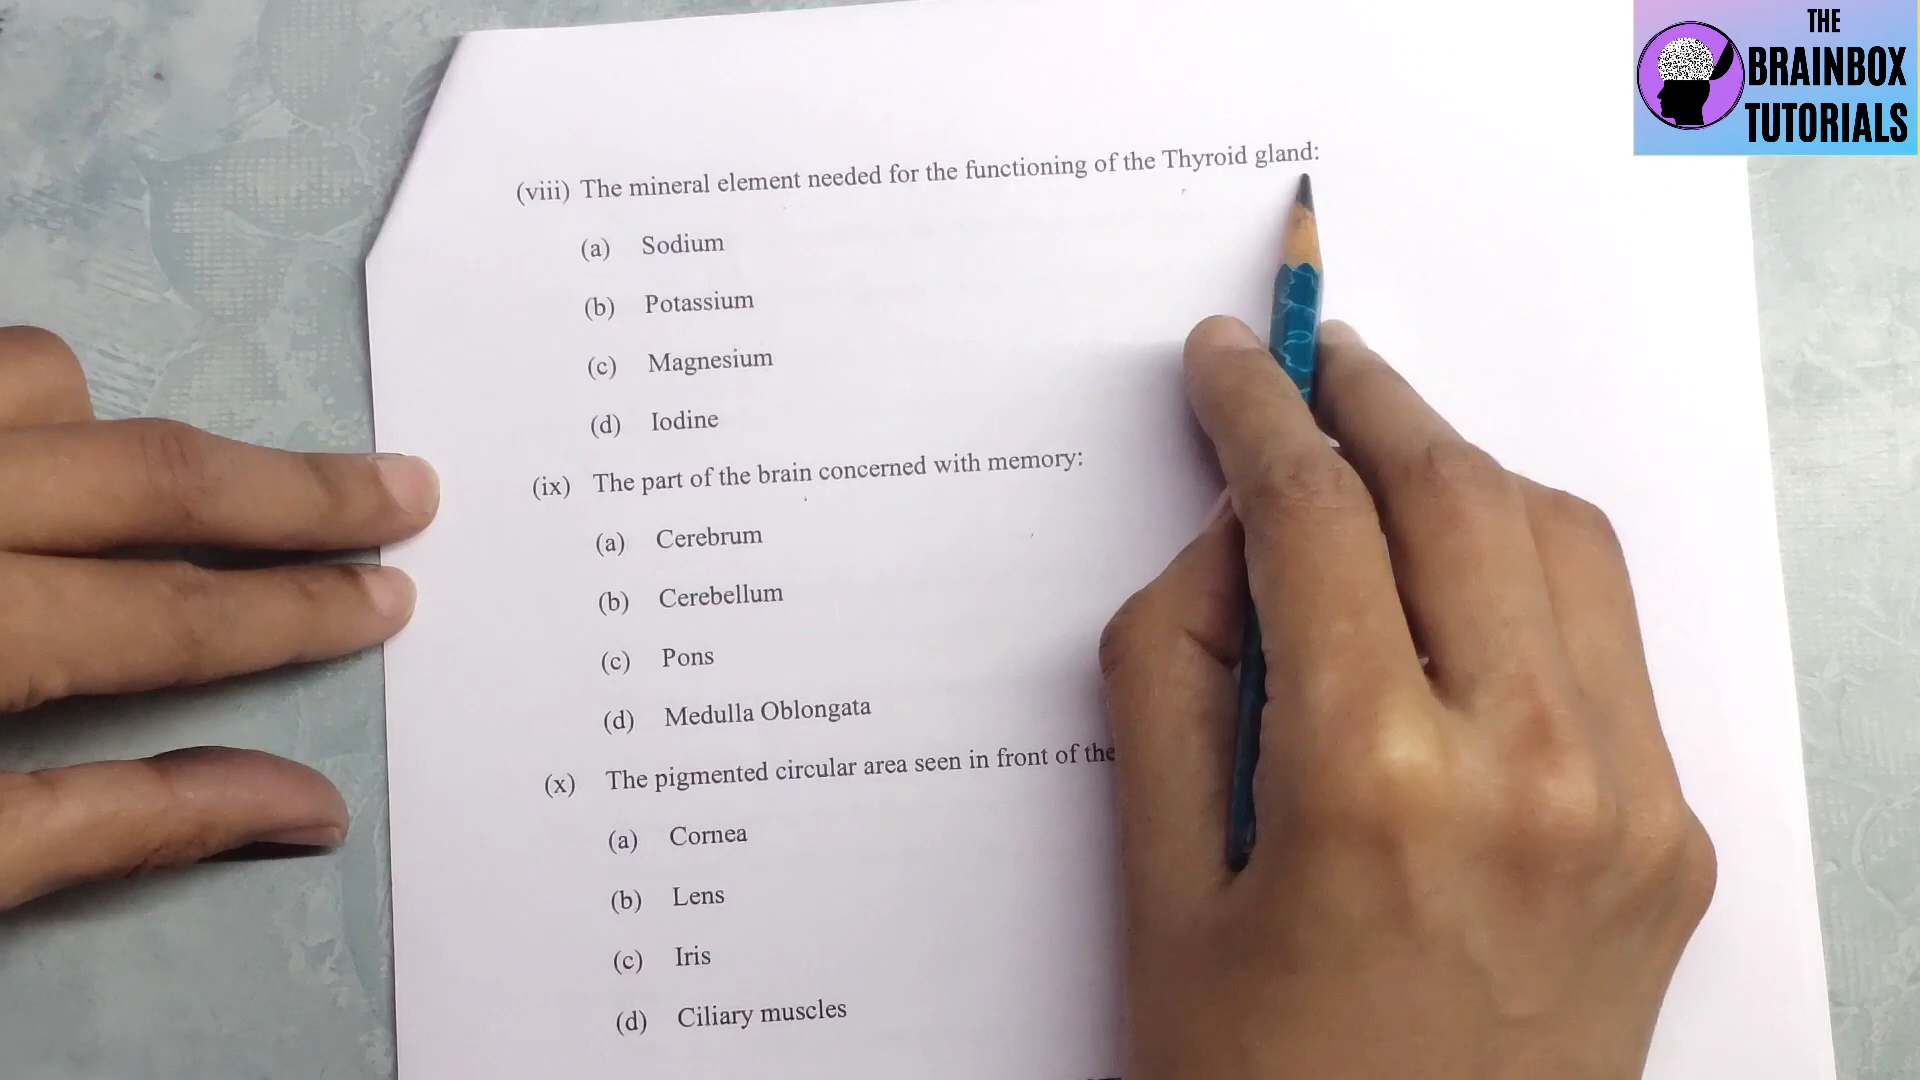 THE
BRAINBOX
TUTORIALS
(viii) The mineral element needed for the functioning of the Thyroid gland:
(a) Sodium
(b) Potassium
(c) Magnesium
(d) Iodine
(ix) The part of the brain concerned with memory:
(a) Cerebrum
(b) Cerebellum
(c) Pons
(d) Medulla Oblongata
(x) The pigmented circular area seen in front of the
(a) Cornea
(b) Lens
(c) Iris
(d) Ciliary muscles